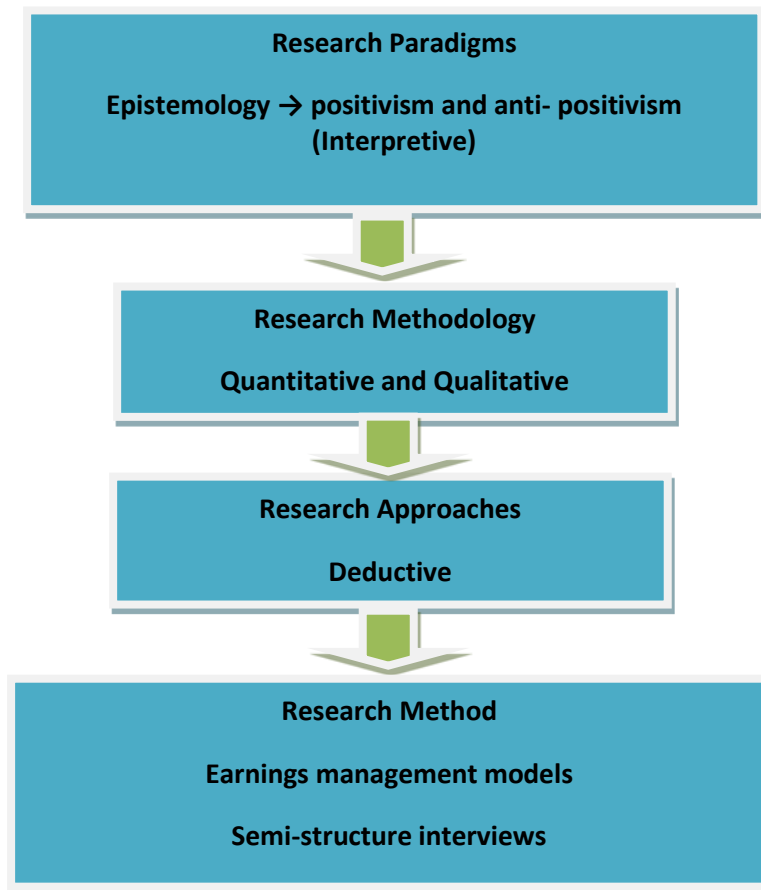 Research Paradigms
Epistemology → positivism and anti- positivism
(Interpretive)
Research Methodology
Quantitative and Qualitative
Research Approaches
Deductive
Research Method
Earnings management models
Semi-structure interviews